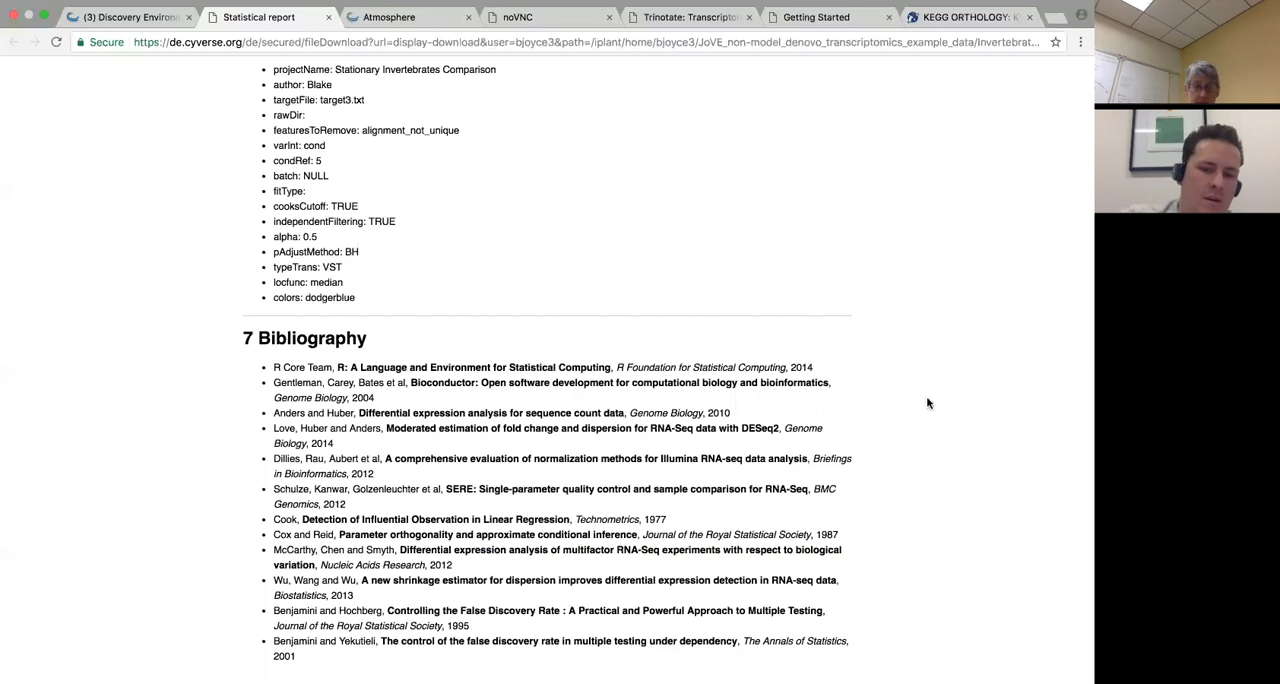 (3) Discovery Environ
Statistical report
Atmosphere
noVNC
Trinotate: Transcripto
Getting Started
KEGG ORTHOLOGY: K
Secure https://de.cyverse.org/de/secured/fileDownload?url=display-download&user=bjoyce3&path=/iplant/home/bjoyce3/JoVE_non-model_denovo_transcriptomics_example_data/Invertebrat...
projectName: Stationary Invertebrates Comparison
author: Blake
targetFile: target3.txt
rawDir:
featuresToRemove: alignment_not_unique
varInt: cond
condRef: 5
batch: NULL
fitType:
cooksCutoff: TRUE
independentFiltering: TRUE
alpha: 0.5
pAdjustMethod: BH
typeTrans: VST
locfunc: median
colors: dodgerblue
7 Bibliography
R Core Team, R: A Language and Environment for Statistical Computing, R Foundation for Statistical Computing, 2014
Gentleman, Carey, Bates et al, Bioconductor: Open software development for computational biology and bioinformatics,
Genome Biology, 2004
Anders and Huber, Differential expression analysis for sequence count data, Genome Biology, 2010
Love, Huber and Anders, Moderated estimation of fold change and dispersion for RNA-Seq data with DESeq2, Genome
Biology, 2014
Dillies, Rau, Aubert et al, A comprehensive evaluation of normalization methods for Illumina RNA-seq data analysis, Briefings
in Bioinformatics, 2012
Schulze, Kanwar, Golzenleuchter et al, SERE: Single-parameter quality control and sample comparison for RNA-Seq, BMC
Genomics, 2012
Cook, Detection of Influential Observation in Linear Regression, Technometrics, 1977
Cox and Reid, Parameter orthogonality and approximate conditional inference, Journal of the Royal Statistical Society, 1987
McCarthy, Chen and Smyth, Differential expression analysis of multifactor RNA-Seq experiments with respect to biological
variation, Nucleic Acids Research, 2012
Wu, Wang and Wu, A new shrinkage estimator for dispersion improves differential expression detection in RNA-seq data,
Biostatistics, 2013
Benjamini and Hochberg, Controlling the False Discovery Rate : A Practical and Powerful Approach to Multiple Testing,
Journal of the Royal Statistical Society, 1995
Benjamini and Yekutieli, The control of the false discovery rate in multiple testing under dependency, The Annals of Statistics,
2001